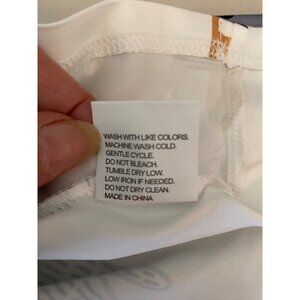 WASH WITH LIKE COLORS.
MACHINE WASH COLD.
GENTLE CYCLE.
DO NOT BLEACH.
TUMBLE DRY LOW.
LOW IRON IF NEEDED.
DO NOT DRY CLEAN.
MADE IN CHINA